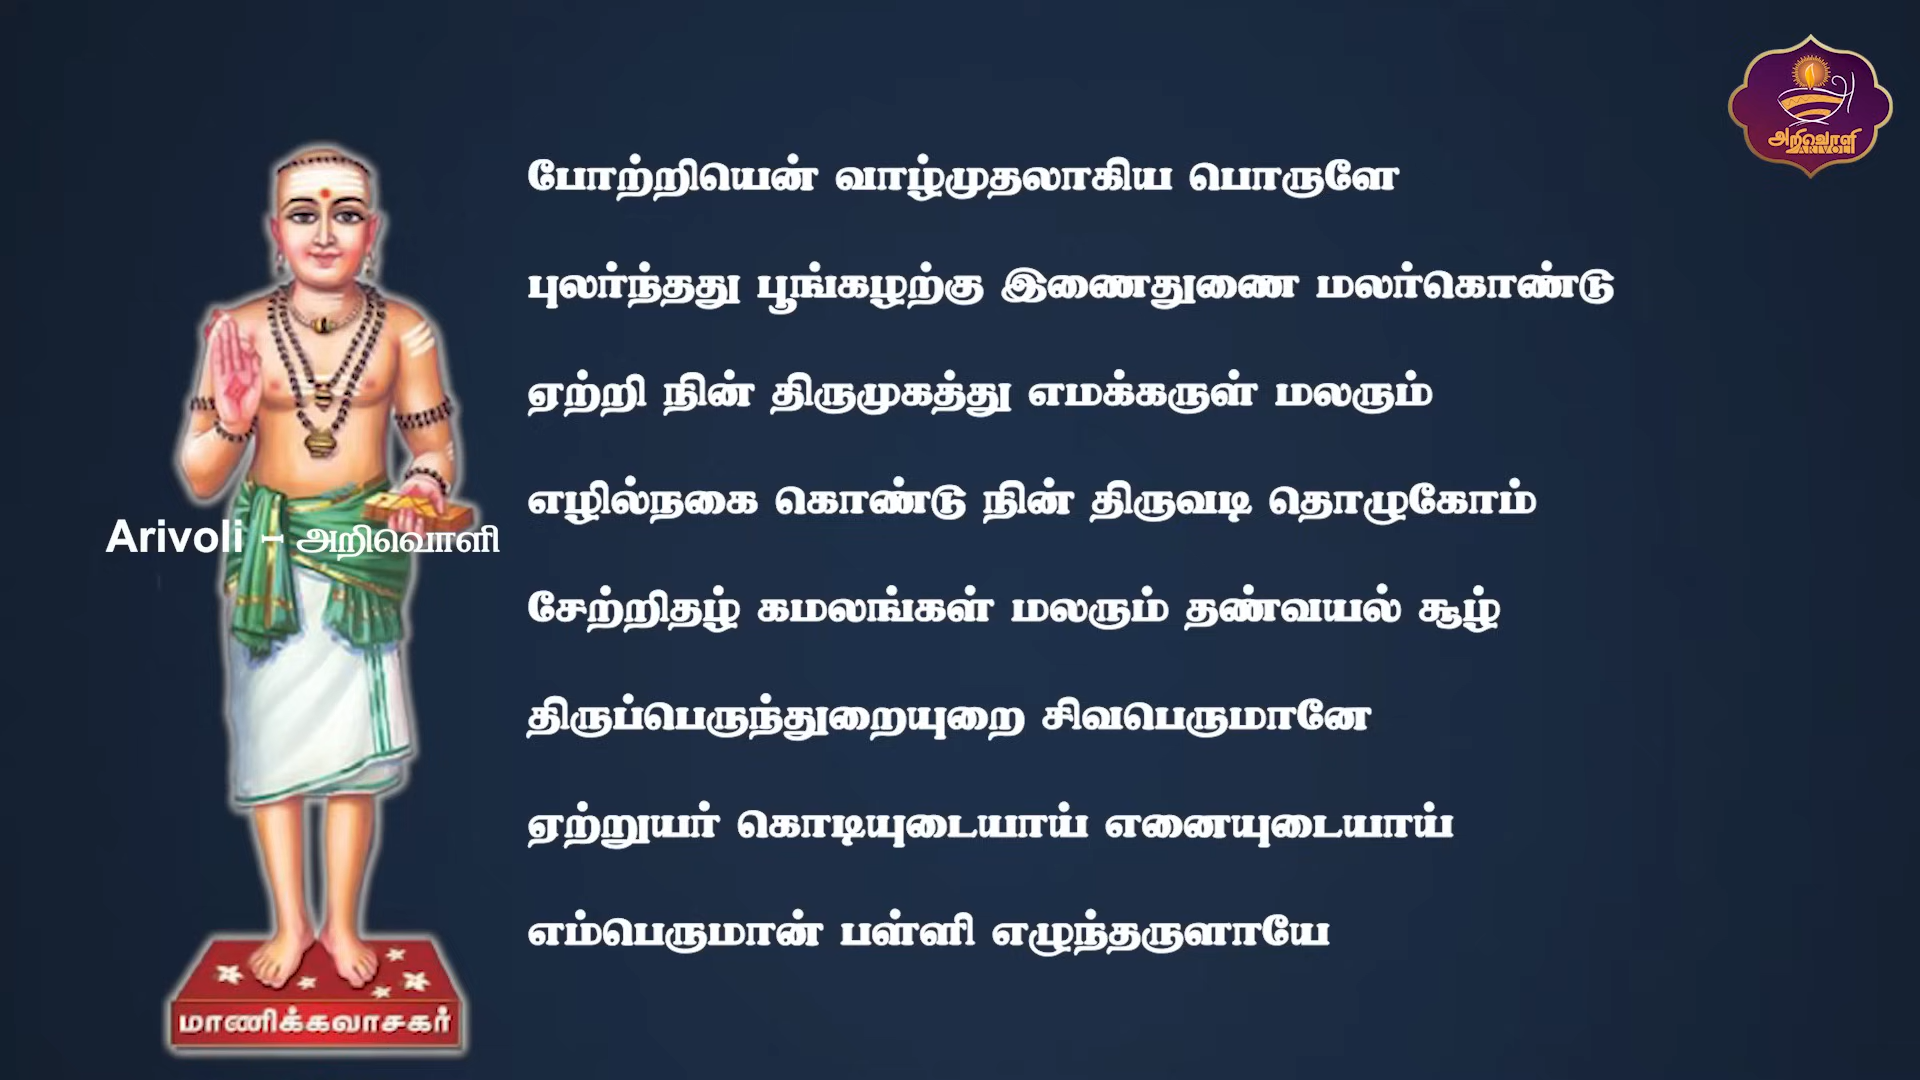 அறிவொளி
ARIVOLI
போற்றியென் வாழ்முதலாகிய பொருளே
புலர்ந்தது பூங்கழற்கு இணைதுணை மலர்கொண்டு
ஏற்றி நின் திருமுகத்து எமக்கருள் மலரும்
எழில்நகை கொண்டு நின் திருவடி தொழுகோம்
Arivoli - அறிவொளி
சேற்றிதழ் கமலங்கள் மலரும் தண்வயல் சூழ்
திருப்பெருந்துறையுறை சிவபெருமானே
ஏற்றுயர் கொடியுடையாய் எனையுடையாய்
எம்பெருமான் பள்ளி எழுந்தருளாயே
மாணிக்கவாசகர்